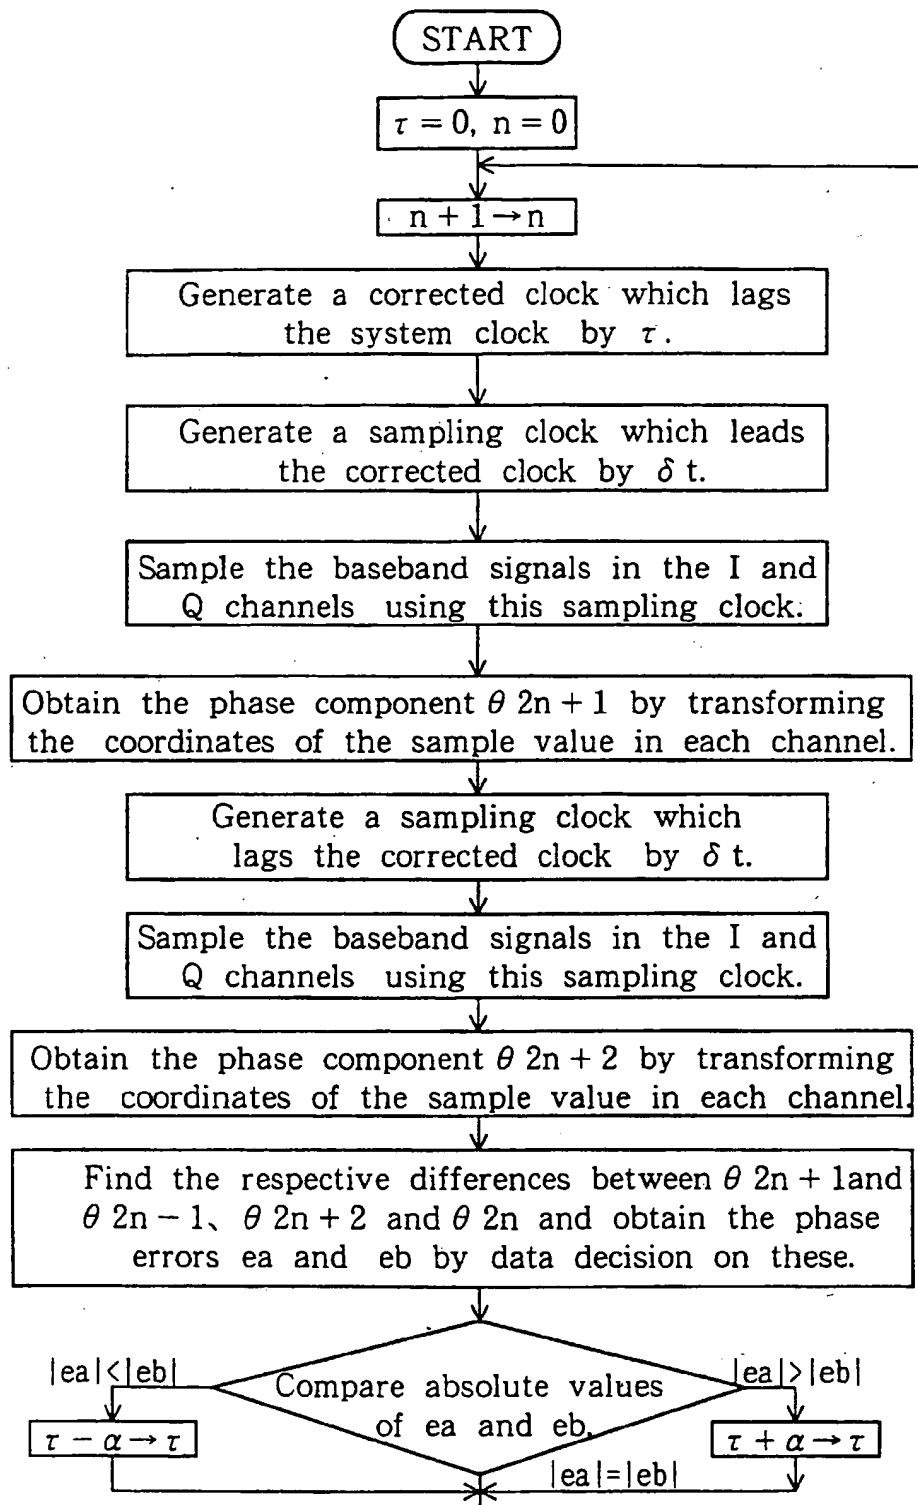 START
τ = 0, n = 0
n + 1 → n
Generate a corrected clock which lags
the system clock by τ.
Generate a sampling clock which leads
the corrected clock by δ t.
Sample the baseband signals in the I and
Q channels using this sampling clock.
Obtain the phase component θ 2n + 1 by transforming
the coordinates of the sample value in each channel.
Generate a sampling clock which
lags the corrected clock by δ t.
Sample the baseband signals in the I and
Q channels using this sampling clock.
Obtain the phase component θ 2n + 2 by transforming
the coordinates of the sample value in each channel.
Find the respective differences between θ 2n + 1and
θ 2n − 1、 θ 2n + 2 and θ 2n and obtain the phase
errors ea and eb by data decision on these.
|ea|<|eb|
|ea|>|eb|
Compare absolute values
of ea and eb.
τ − α → τ
τ + α → τ
|ea|=|eb|